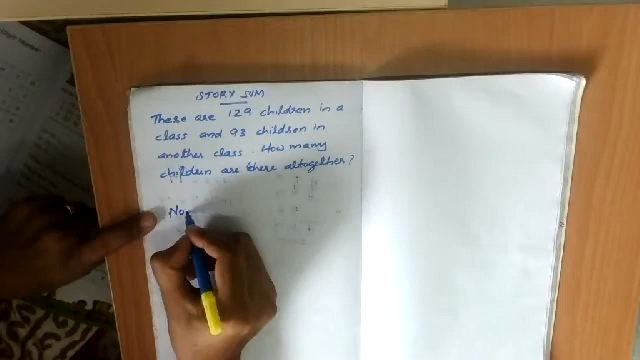 STORY SUM
There are 129 children in a
class and 93 children in
another class. How many
children are there altogether?
No